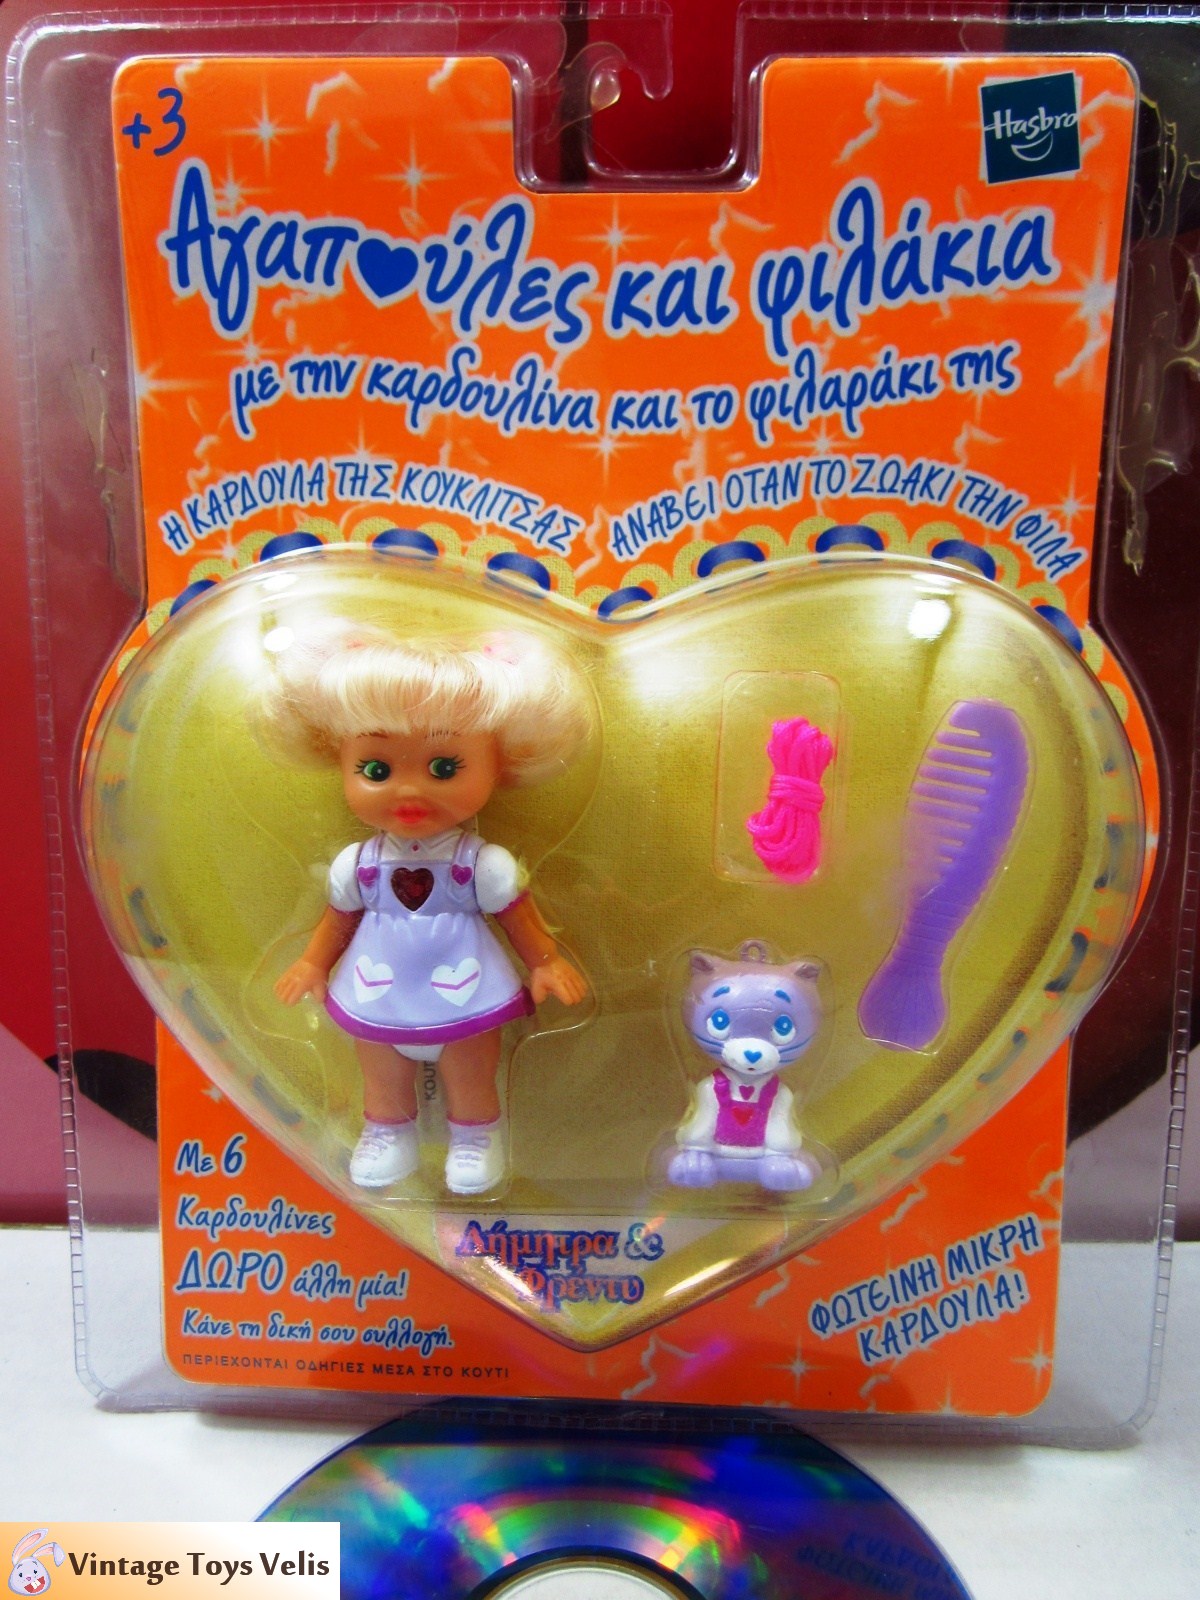 +3
Hasbro
Αγαπούλες και φιλάκια
με την καρδουλίνα και το φιλαράκι της
Η ΚΑΡΔΟΥΛΑ ΤΗΣ ΚΟΥΚΛΙΤΣΑΣ ΑΝΑΒΕΙ ΟΤΑΝ ΤΟ ΖΩΑΚΙ ΤΗΝ ΦΙΛΑ
Με 6
Καρδουλίνες
ΔΩΡΟ άλλη μία!
Κάνε τη δική σου συλλογή.
ΠΕΡΙΕΧΟΝΤΑΙ ΟΔΗΓΙΕΣ ΜΕΣΑ ΣΤΟ ΚΟΥΤΙ
Δήμητρα &
Φρέντυ
ΦΩΤΕΙΝΗ ΜΙΚΡΗ
ΚΑΡΔΟΥΛΑ!
Vintage Toys Velis